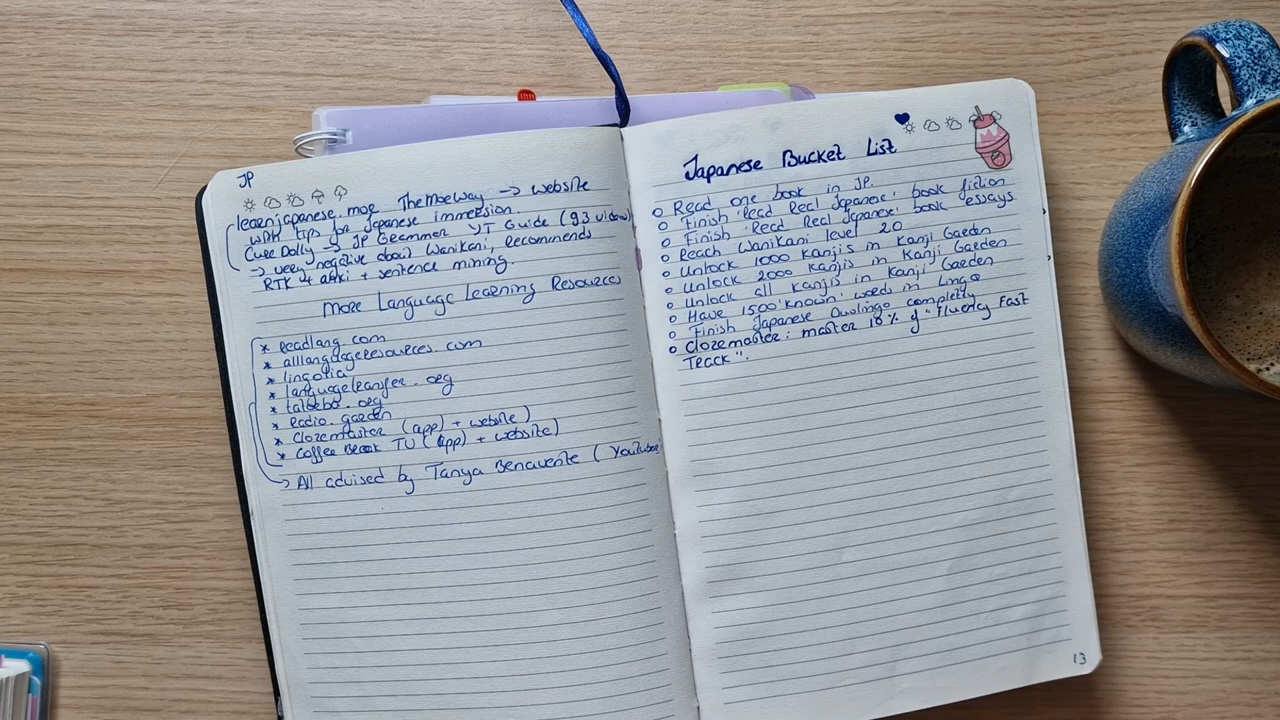 JP
learnjapanese.moe TheMoeWay → website
with tips for Japanese immersion.
Cure Dolly → JP Grammar YT Guide (93 videos)
→ very negative about Wanikani, recommends
RTK + anki + sentence mining.
More Language Learning Resources
* readlang.com
* alllanguageresources.com
* lingolia
* languagetransfer.org
* tatoeba.org
* radio.garden
* Clozemaster (app) + website)
* Coffee Break TU (app) + website)
→ All advised by Tanya Benavente (Youtuber)
Japanese Bucket List
o Read one book in JP.
o Finish 'Read Real Japanese' book fiction
o Finish 'Read Real Japanese' book essays
o Reach Wanikani level 20
o Unlock 1000 Kanjis in Kanji Garden
o Unlock 2000 Kanjis in Kanji Garden
o Unlock all Kanjis in Kanji Garden
o Have 1500 'known' words in Lingq
o Finish Japanese Duolingo completly
o Clozemaster: master 10% of "Fluency Fast
Track".
13